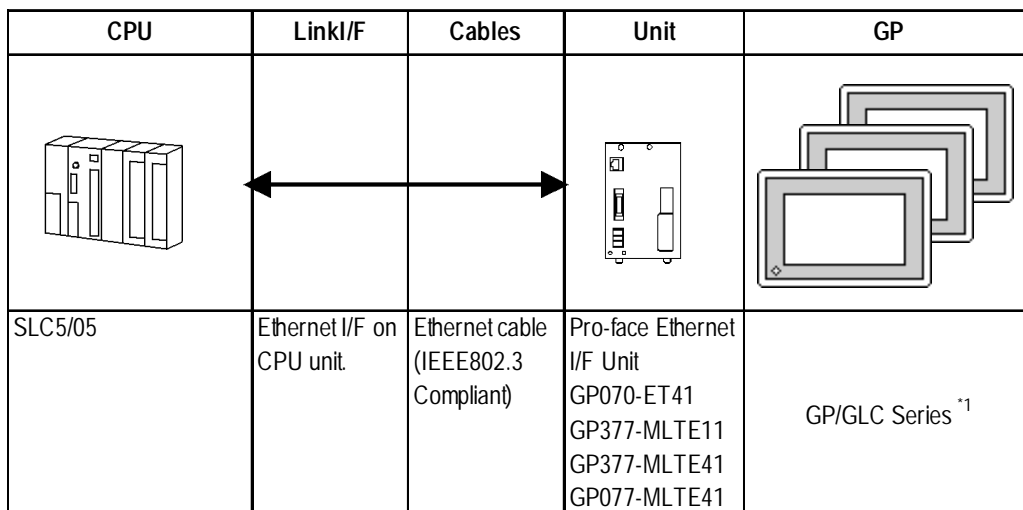 CPU
LinkI/F
Cables
Unit
GP
SLC5/05
Ethernet I/F on
CPU unit.
Ethernet cable
(IEEE802.3
Compliant)
Pro-face Ethernet
I/F Unit
GP070-ET41
GP377-MLTE11
GP377-MLTE41
GP077-MLTE41
GP/GLC Series *1